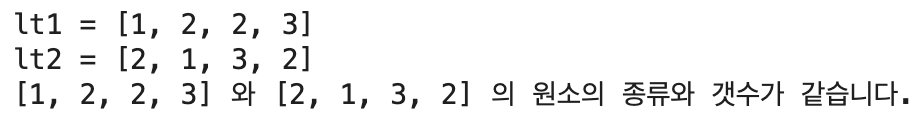 lt1 = [1, 2, 2, 3]
lt2 = [2, 1, 3, 2]
[1, 2, 2, 3] 와 [2, 1, 3, 2] 의 원소의 종류와 갯수가 같습니다.